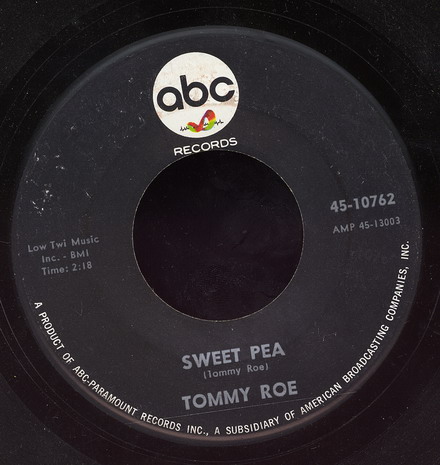 abc
RECORDS
45-10762
AMP 45-13003
Low Twi Music
Inc. - BMI
Time: 2:18
SWEET PEA
(Tommy Roe)
TOMMY ROE
A PRODUCT OF ABC-PARAMOUNT RECORDS INC., A SUBSIDIARY OF AMERICAN BROADCASTING COMPANIES, INC.